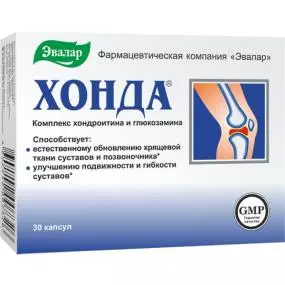 Эвалар
Фармацевтическая компания «Эвалар»
ХОНДА®
Комплекс хондроитина и глюкозамина
Способствует:
• естественному обновлению хрящевой
ткани суставов и позвоночника*
• улучшению подвижности и гибкости
суставов*
30 капсул
GMP